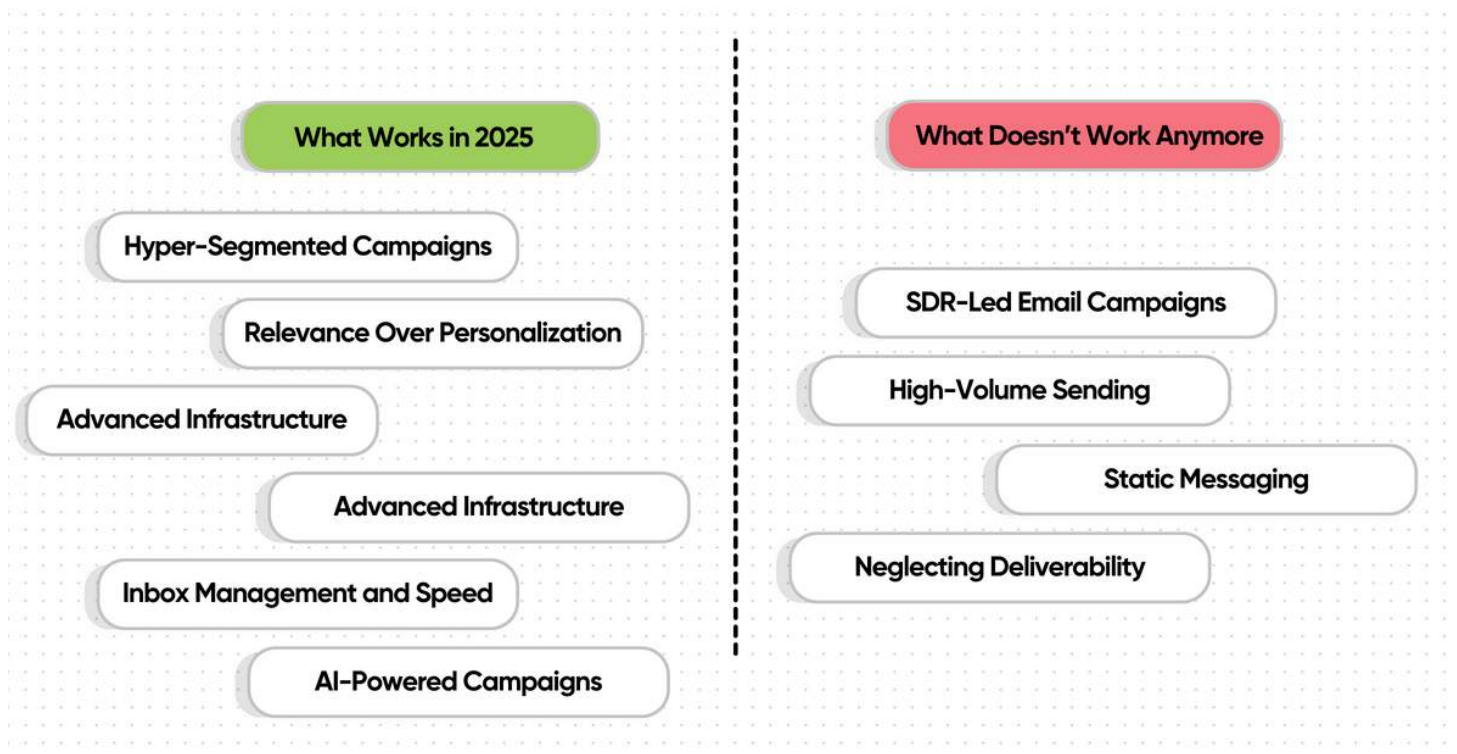 What Works in 2025
Hyper-Segmented Campaigns
Relevance Over Personalization
Advanced Infrastructure
Advanced Infrastructure
Inbox Management and Speed
AI-Powered Campaigns
What Doesn’t Work Anymore
SDR-Led Email Campaigns
High-Volume Sending
Static Messaging
Neglecting Deliverability